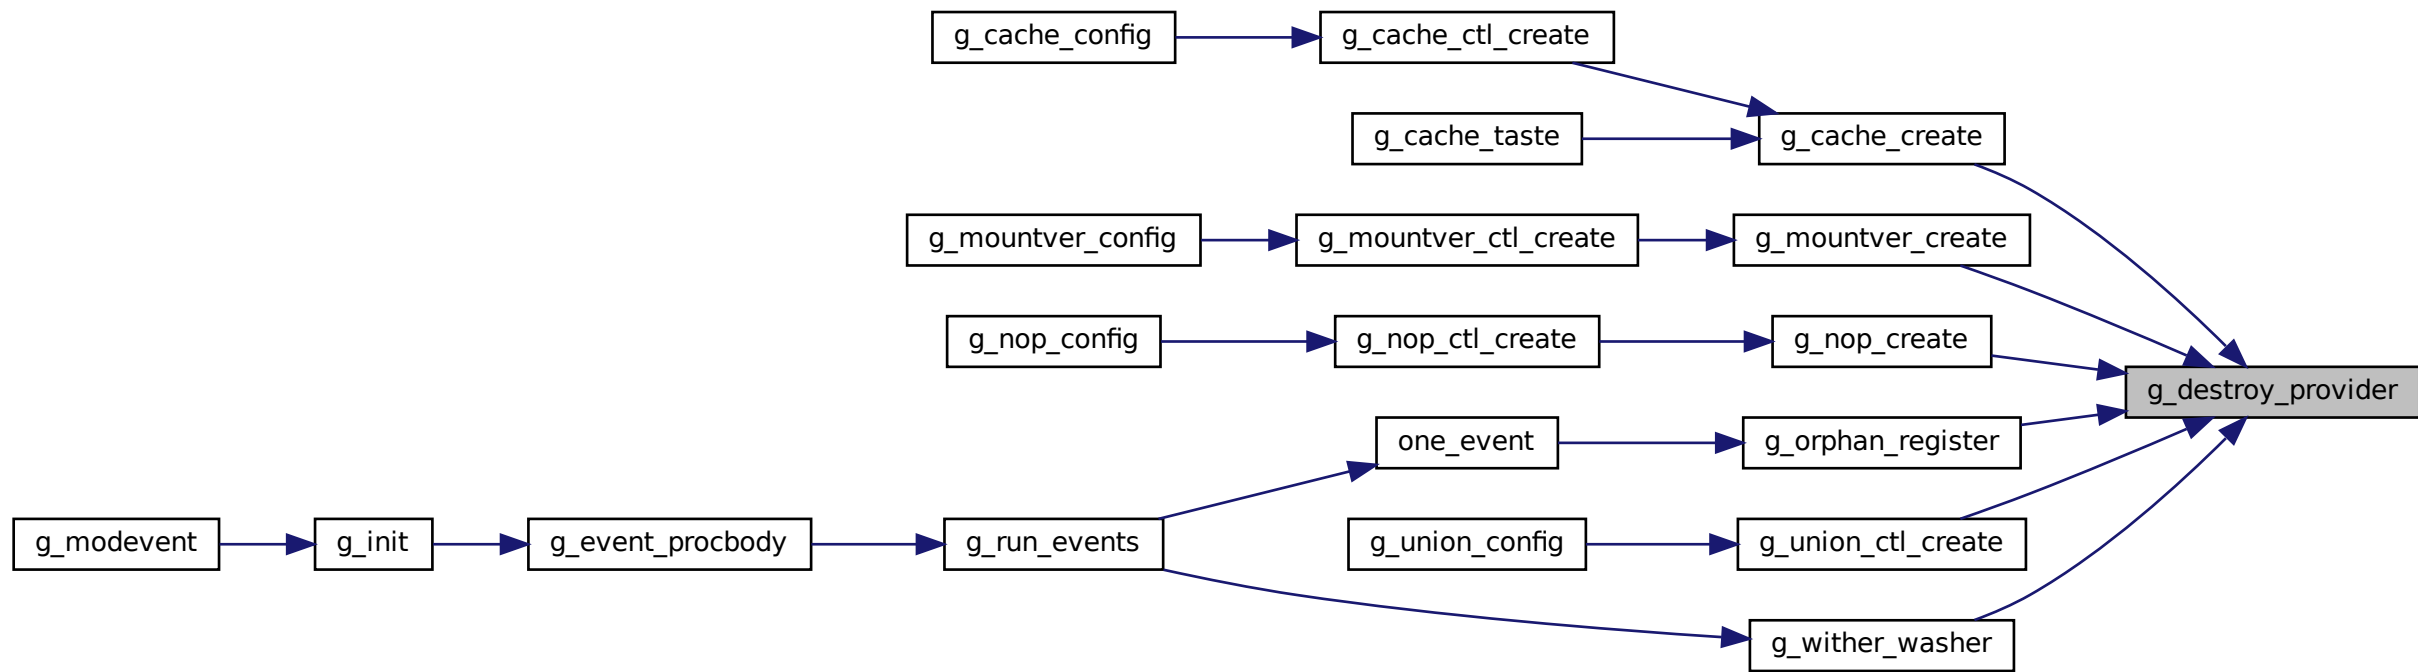 g_cache_config
g_cache_ctl_create
g_cache_taste
g_cache_create
g_mountver_config
g_mountver_ctl_create
g_mountver_create
g_nop_config
g_nop_ctl_create
g_nop_create
g_destroy_provider
one_event
g_orphan_register
g_modevent
g_init
g_event_procbody
g_run_events
g_union_config
g_union_ctl_create
g_wither_washer